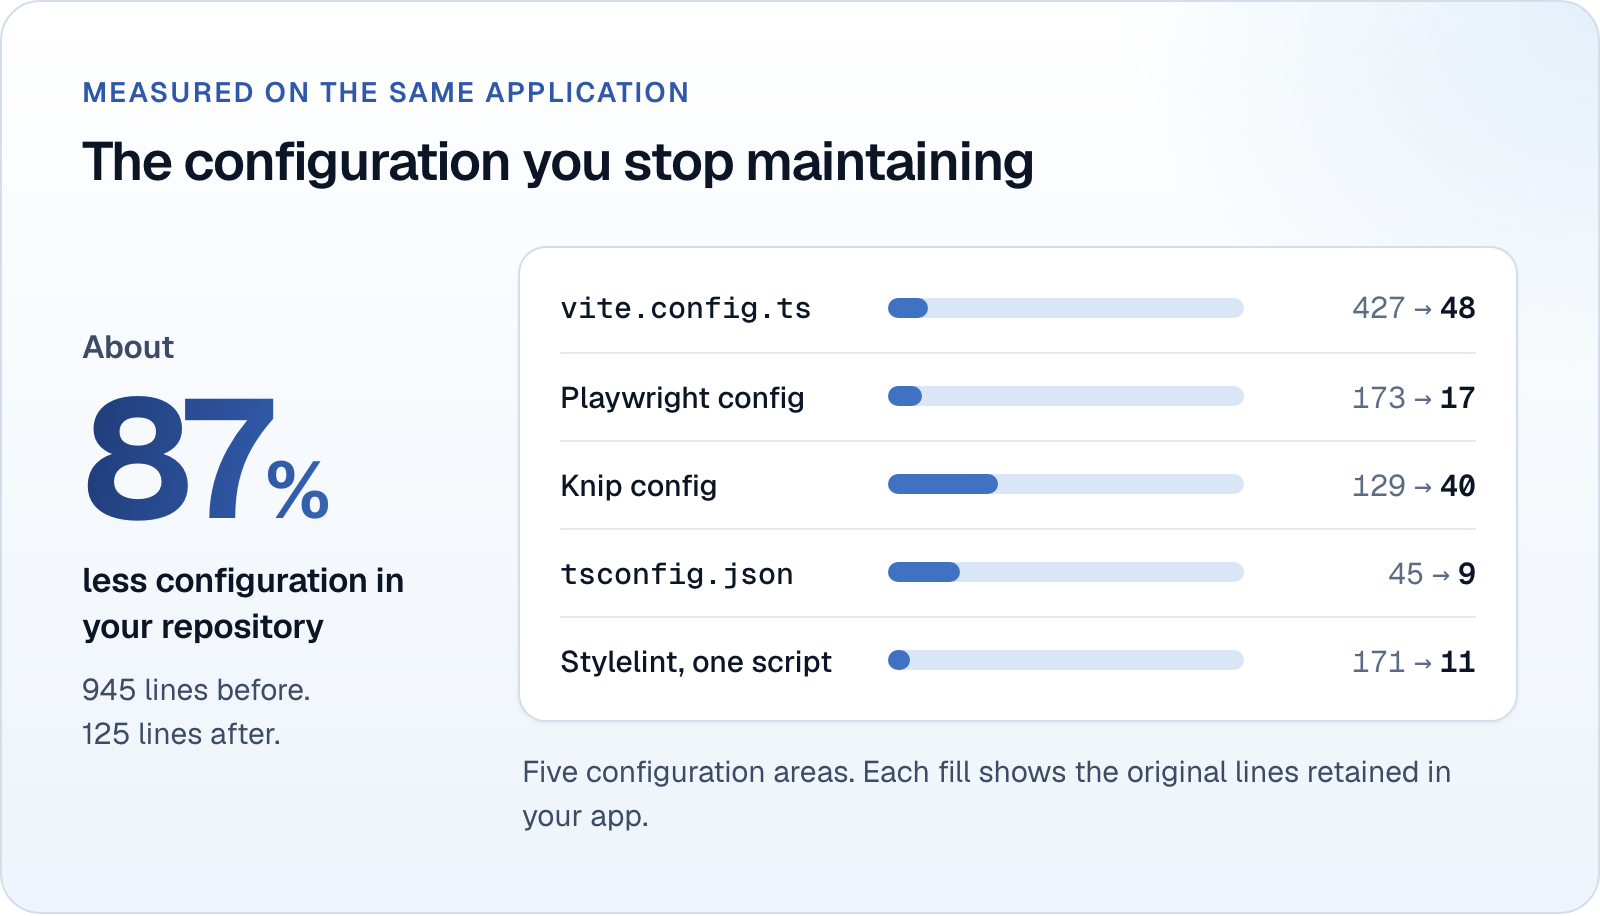 MEASURED ON THE SAME APPLICATION
The configuration you stop maintaining
About
87%
less configuration in
your repository
945 lines before.
125 lines after.
vite.config.ts 427 → 48
Playwright config 173 → 17
Knip config 129 → 40
tsconfig.json 45 → 9
Stylelint, one script 171 → 11
Five configuration areas. Each fill shows the original lines retained in
your app.